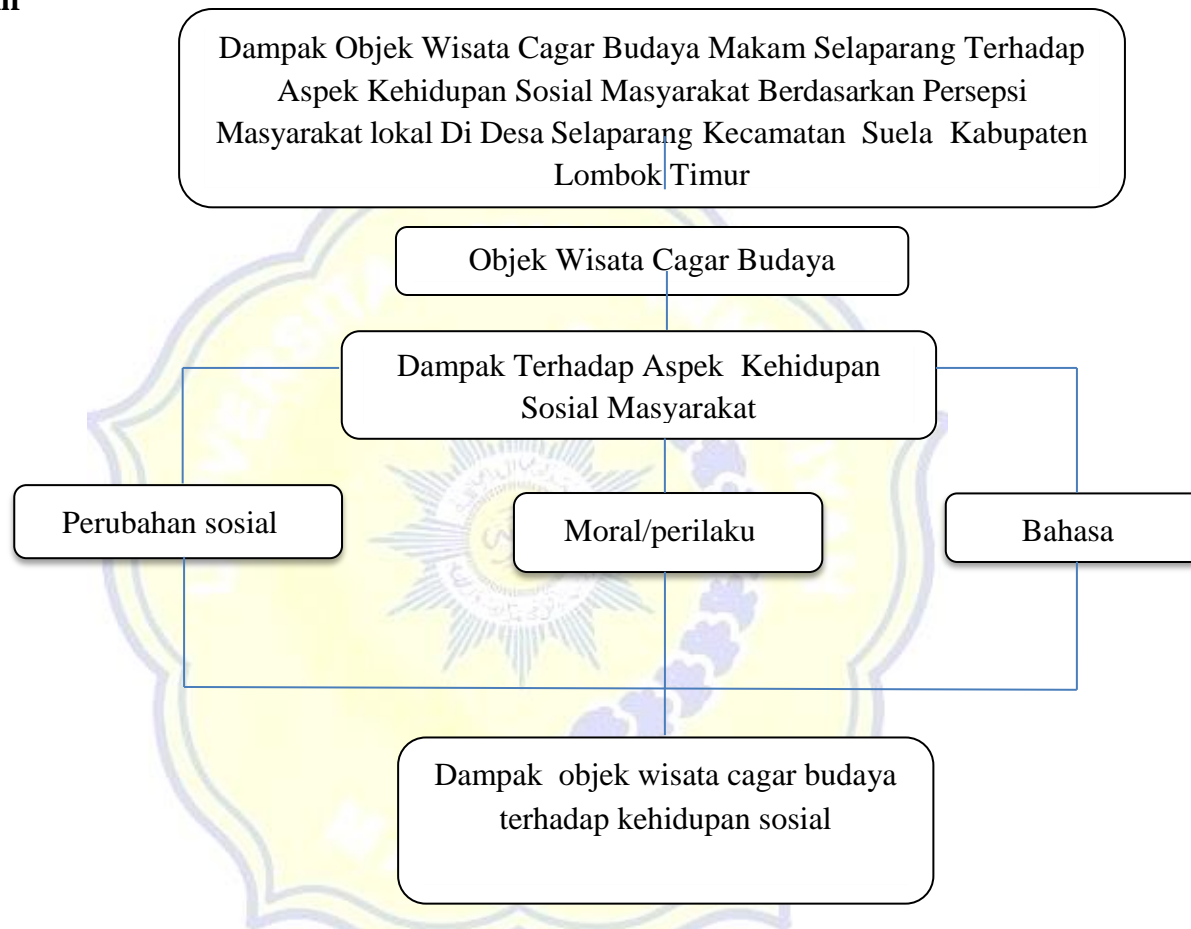 Dampak Objek Wisata Cagar Budaya Makam Selaparang Terhadap
Aspek Kehidupan Sosial Masyarakat Berdasarkan Persepsi
Masyarakat lokal Di Desa Selaparang Kecamatan Suela Kabupaten
Lombok Timur
Objek Wisata Cagar Budaya
Dampak Terhadap Aspek Kehidupan
Sosial Masyarakat
Perubahan sosial
Moral/perilaku
Bahasa
Dampak objek wisata cagar budaya
terhadap kehidupan sosial